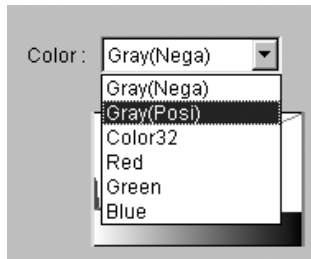 Color: Gray(Nega)
Gray(Nega)
Gray(Posi)
Color32
Red
Green
Blue